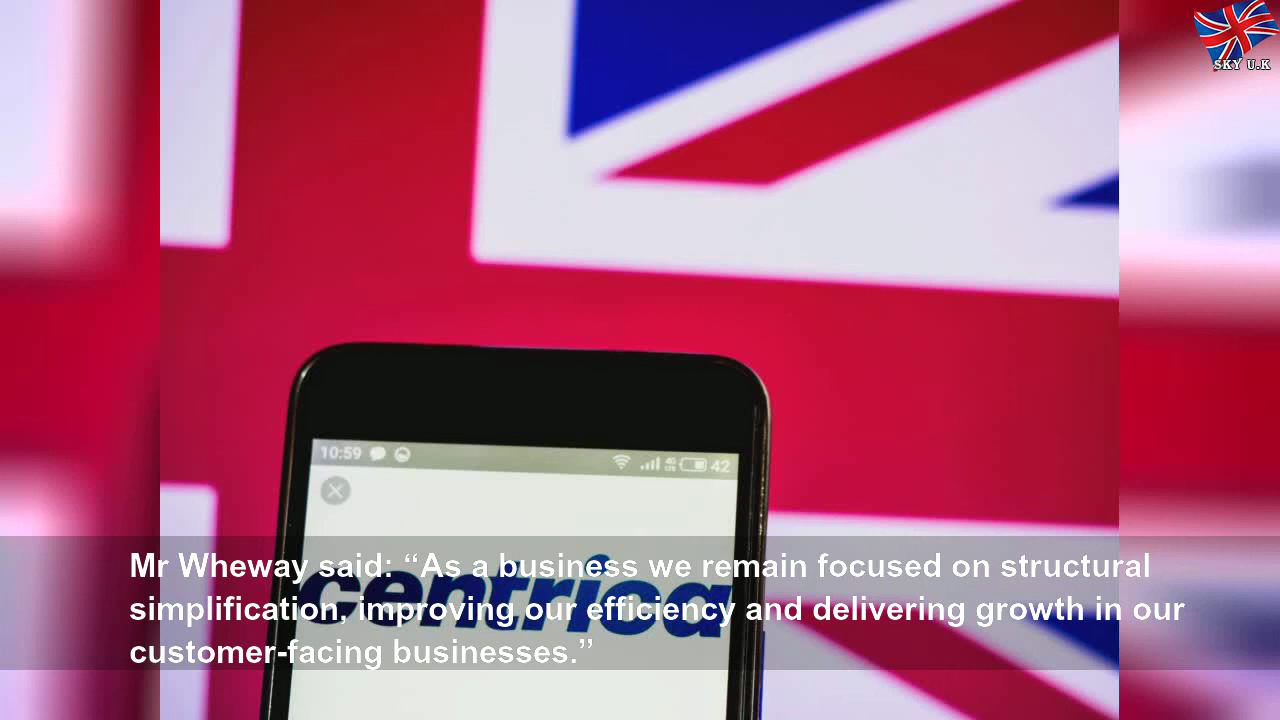 SKY U.K
10:59
4G
42
centrica
Mr Wheway said: “As a business we remain focused on structural
simplification, improving our efficiency and delivering growth in our
customer-facing businesses.”